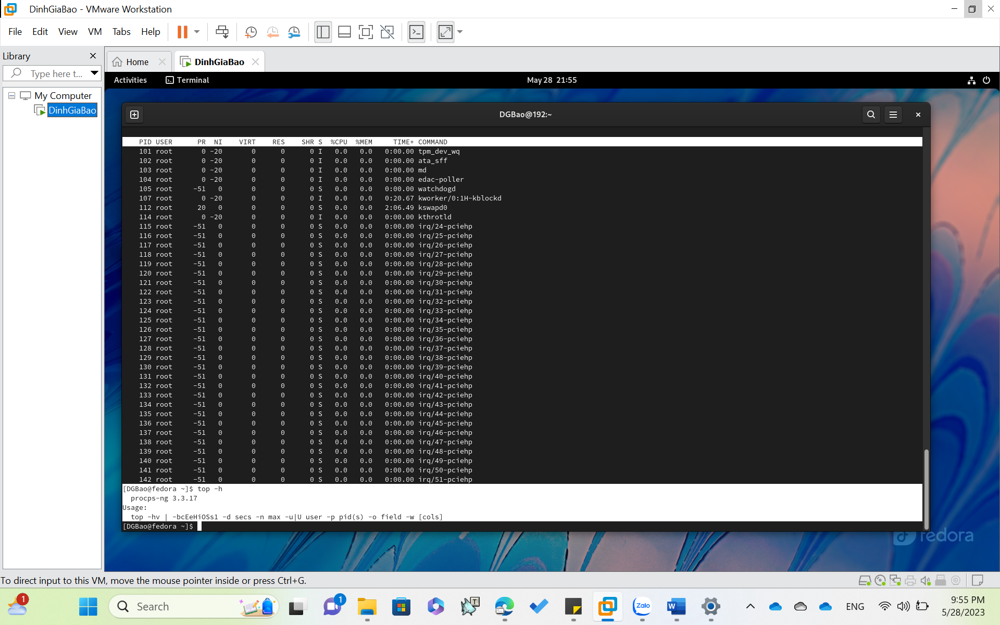 DinhGiaBao - VMware Workstation
File Edit View VM Tabs Help
Library
Home DinhGiaBao
Type here t...
Activities Terminal May 28 21:55
My Computer
DinhGiaBao
DGBao@192:~
PID USER PR NI VIRT RES SHR S %CPU %MEM TIME+ COMMAND
101 root 0 -20 0 0 0 I 0.0 0.0 0:00.00 tpm_dev_wq
102 root 0 -20 0 0 0 I 0.0 0.0 0:00.00 ata_sff
103 root 0 -20 0 0 0 I 0.0 0.0 0:00.00 md
104 root 0 -20 0 0 0 I 0.0 0.0 0:00.00 edac-poller
105 root -51 0 0 0 0 S 0.0 0.0 0:00.00 watchdogd
107 root 0 -20 0 0 0 I 0.0 0.0 0:20.67 kworker/0:1H-kblockd
112 root 20 0 0 0 0 S 0.0 0.0 2:06.49 kswapd0
114 root 0 -20 0 0 0 I 0.0 0.0 0:00.00 kthrotld
115 root -51 0 0 0 0 S 0.0 0.0 0:00.00 irq/24-pciehp
116 root -51 0 0 0 0 S 0.0 0.0 0:00.00 irq/25-pciehp
117 root -51 0 0 0 0 S 0.0 0.0 0:00.00 irq/26-pciehp
118 root -51 0 0 0 0 S 0.0 0.0 0:00.00 irq/27-pciehp
119 root -51 0 0 0 0 S 0.0 0.0 0:00.00 irq/28-pciehp
120 root -51 0 0 0 0 S 0.0 0.0 0:00.00 irq/29-pciehp
121 root -51 0 0 0 0 S 0.0 0.0 0:00.00 irq/30-pciehp
122 root -51 0 0 0 0 S 0.0 0.0 0:00.00 irq/31-pciehp
123 root -51 0 0 0 0 S 0.0 0.0 0:00.00 irq/32-pciehp
124 root -51 0 0 0 0 S 0.0 0.0 0:00.00 irq/33-pciehp
125 root -51 0 0 0 0 S 0.0 0.0 0:00.00 irq/34-pciehp
126 root -51 0 0 0 0 S 0.0 0.0 0:00.00 irq/35-pciehp
127 root -51 0 0 0 0 S 0.0 0.0 0:00.00 irq/36-pciehp
128 root -51 0 0 0 0 S 0.0 0.0 0:00.00 irq/37-pciehp
129 root -51 0 0 0 0 S 0.0 0.0 0:00.00 irq/38-pciehp
130 root -51 0 0 0 0 S 0.0 0.0 0:00.00 irq/39-pciehp
131 root -51 0 0 0 0 S 0.0 0.0 0:00.00 irq/40-pciehp
132 root -51 0 0 0 0 S 0.0 0.0 0:00.00 irq/41-pciehp
133 root -51 0 0 0 0 S 0.0 0.0 0:00.00 irq/42-pciehp
134 root -51 0 0 0 0 S 0.0 0.0 0:00.00 irq/43-pciehp
135 root -51 0 0 0 0 S 0.0 0.0 0:00.00 irq/44-pciehp
136 root -51 0 0 0 0 S 0.0 0.0 0:00.00 irq/45-pciehp
137 root -51 0 0 0 0 S 0.0 0.0 0:00.00 irq/46-pciehp
138 root -51 0 0 0 0 S 0.0 0.0 0:00.00 irq/47-pciehp
139 root -51 0 0 0 0 S 0.0 0.0 0:00.00 irq/48-pciehp
140 root -51 0 0 0 0 S 0.0 0.0 0:00.00 irq/49-pciehp
141 root -51 0 0 0 0 S 0.0 0.0 0:00.00 irq/50-pciehp
142 root -51 0 0 0 0 S 0.0 0.0 0:00.00 irq/51-pciehp
[DGBao@fedora ~]$ top -h
procps-ng 3.3.17
Usage:
top -hv | -bcEeHiOSs1 -d secs -n max -u|U user -p pid(s) -o field -w [cols]
[DGBao@fedora ~]$
fedora
To direct input to this VM, move the mouse pointer inside or press Ctrl+G.
1 Search 1 T Zalo W ENG 9:55 PM
5/28/2023